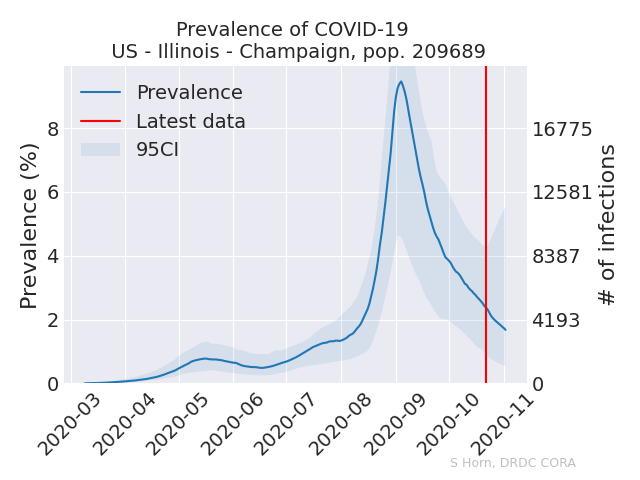 Prevalence of COVID-19
US - Illinois - Champaign, pop. 209689
Prevalence
Latest data
95CI
Prevalence (%)
8
6
4
2
0
16775
12581
8387
4193
0
# of infections
2020-03
2020-04
2020-05
2020-06
2020-07
2020-08
2020-09
2020-10
2020-11
S Horn, DRDC CORA